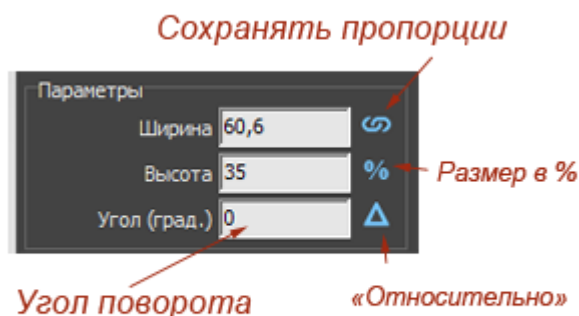 Сохранять пропорции
Параметры
Ширина 60,6
Высота 35 % Размер в %
Угол (град.) 0
Угол поворота «Относительно»